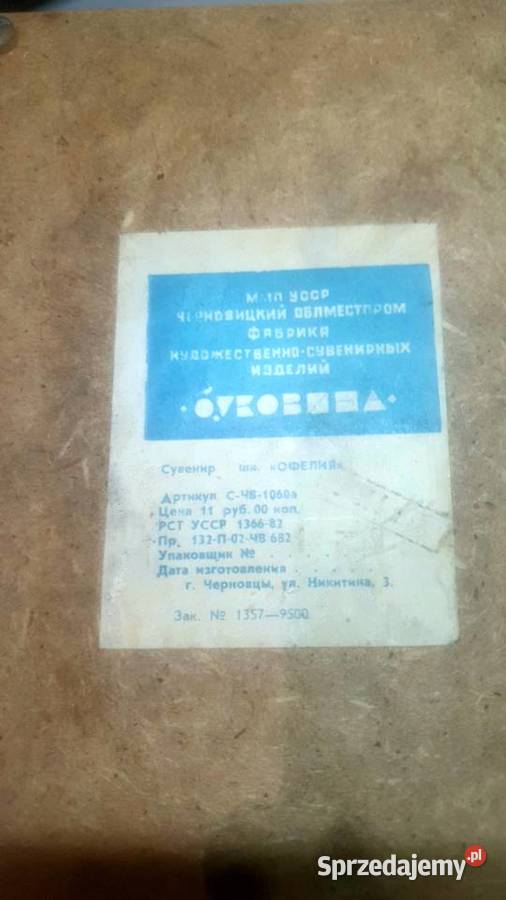 ММП УССР
ЧЕРНОВИЦКИЙ ОБЛМЕСТПРОМ
ФАБРИКА
ХУДОЖЕСТВЕННО-СУВЕНИРНЫХ
ИЗДЕЛИЙ
· БУКОВИНА ·
Сувенир шк. «ОФЕЛИЯ»
Артикул С-ЧВ-1060а
Цена 11 руб. 00 коп.
РСТ УССР 1366-82
Пр. 132-П-02-ЧВ 682
Упаковщик № . . . . . .
Дата изготовления . . . . .
г. Черновцы, ул. Никитина, 3.
Зак. № 1357—9500
Sprzedajemy.pl